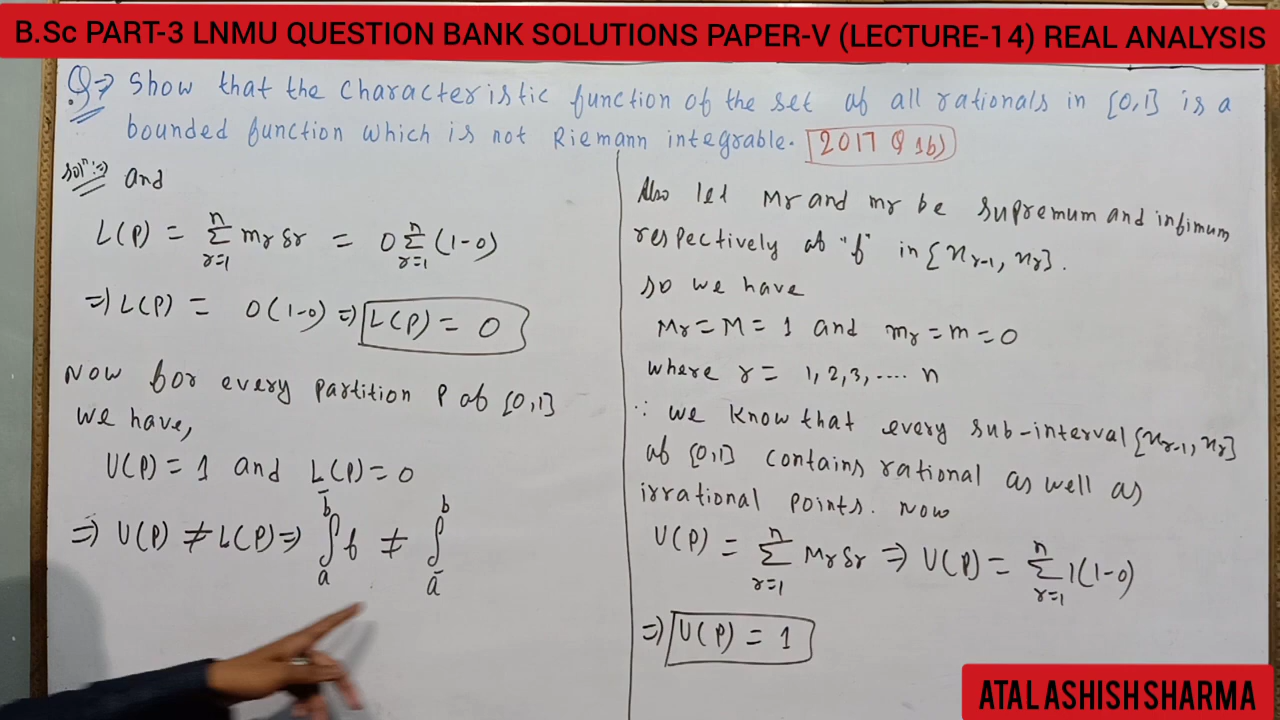 B.Sc PART-3 LNMU QUESTION BANK SOLUTIONS PAPER-V (LECTURE-14) REAL ANALYSIS
Q⇒ Show that the characteristic function of the set of all rationals in [0,1] is a
bounded function which is not Riemann integrable. 2017 Q 1b)
Solⁿ:⇒ and
L(P) = n Σ r=1 mr δr = 0 n Σ r=1 (1-0)
⇒ L(P) = 0(1-0) ⇒ L(P) = 0
Now for every partition P of [0,1]
we have,
U(P) = 1 and L(P) = 0
⇒ U(P) ≠ L(P) ⇒ ∫ₐᵇ̄ f ≠ ∫ₐ̱ᵇ
Also let Mr and mr be supremum and infimum
respectively of "f" in [xr-1, xr].
so we have
Mr = M = 1 and mr = m = 0
where r = 1, 2, 3, .... n
∴ we know that every sub-interval [xr-1, xr]
of [0,1] contains rational as well as
irrational points. Now
U(P) = n Σ r=1 Mr δr ⇒ U(P) = n Σ r=1 1(1-0)
⇒ U(P) = 1
ATAL ASHISH SHARMA